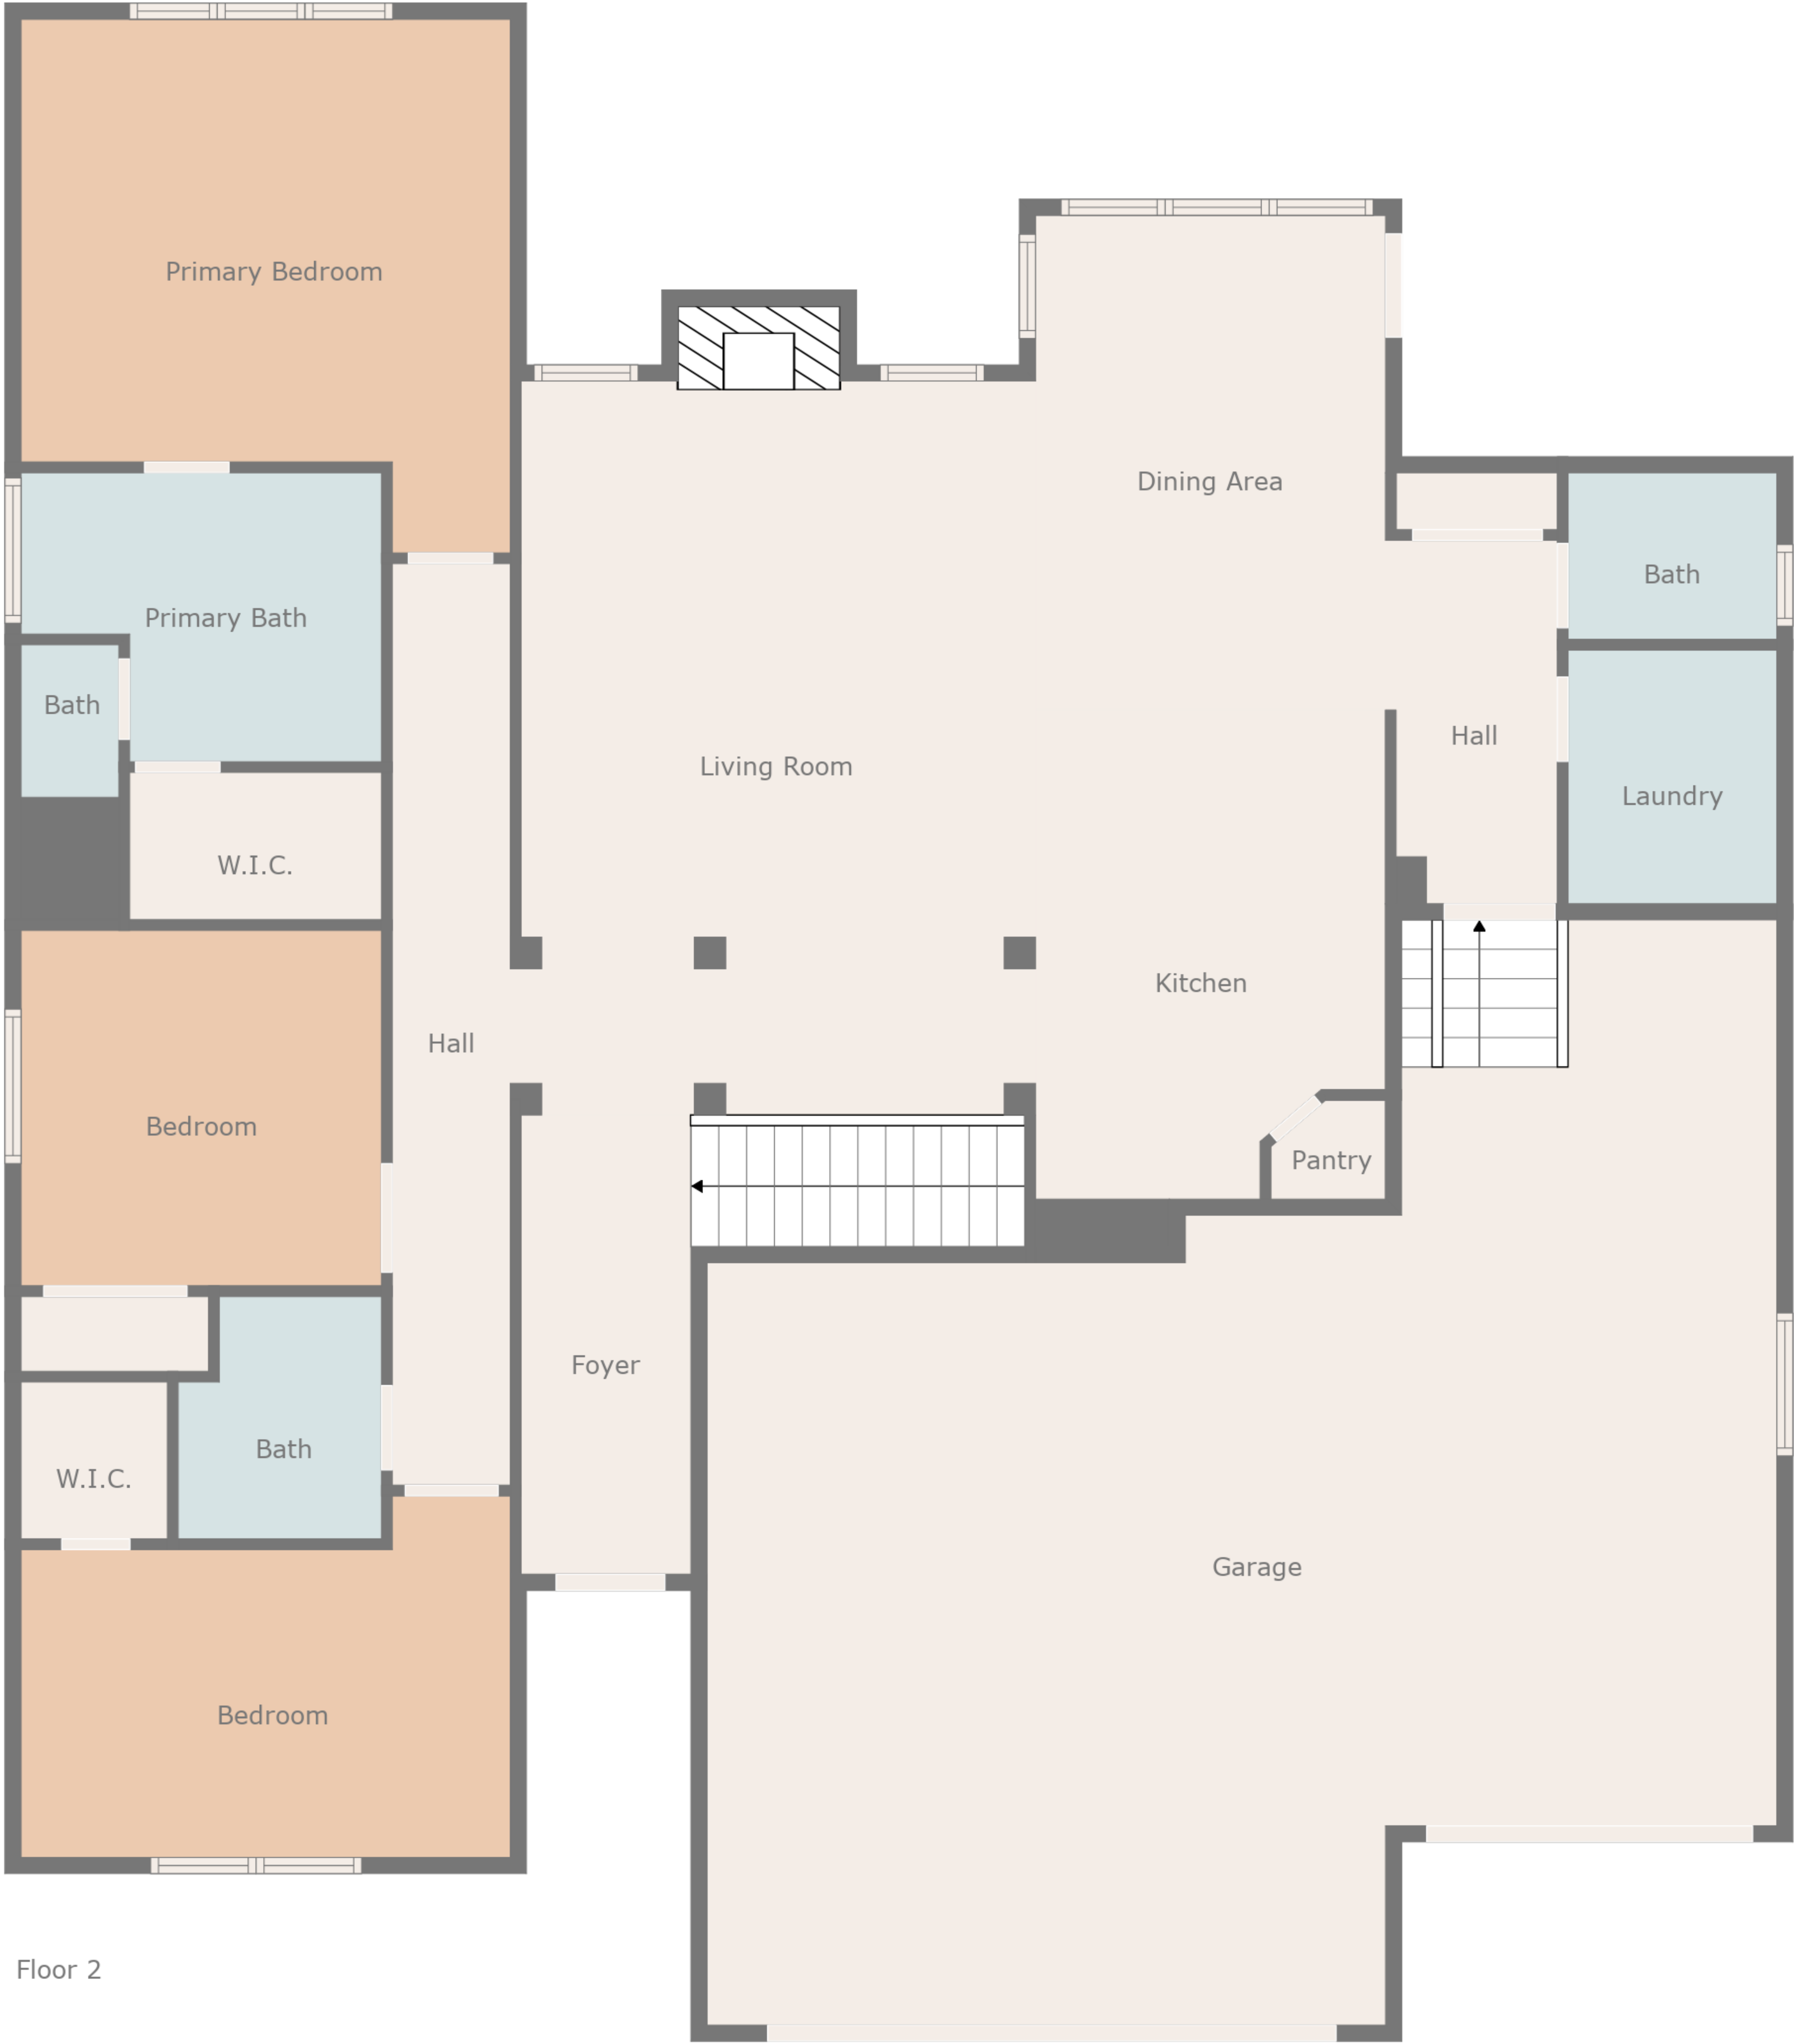 Primary Bedroom
Dining Area
Bath
Primary Bath
Bath
Hall
Living Room
Laundry
W.I.C.
Kitchen
Hall
Bedroom
Pantry
Foyer
Bath
W.I.C.
Garage
Bedroom
Floor 2